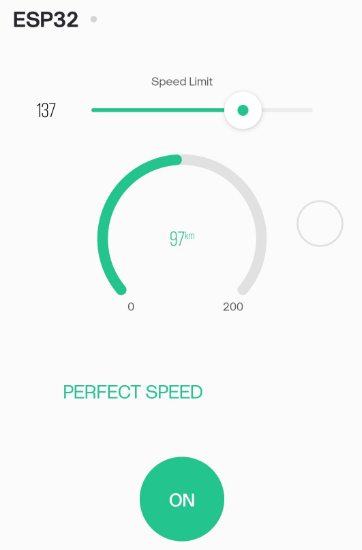 ESP32
Speed Limit
137
97km
0
200
PERFECT SPEED
ON